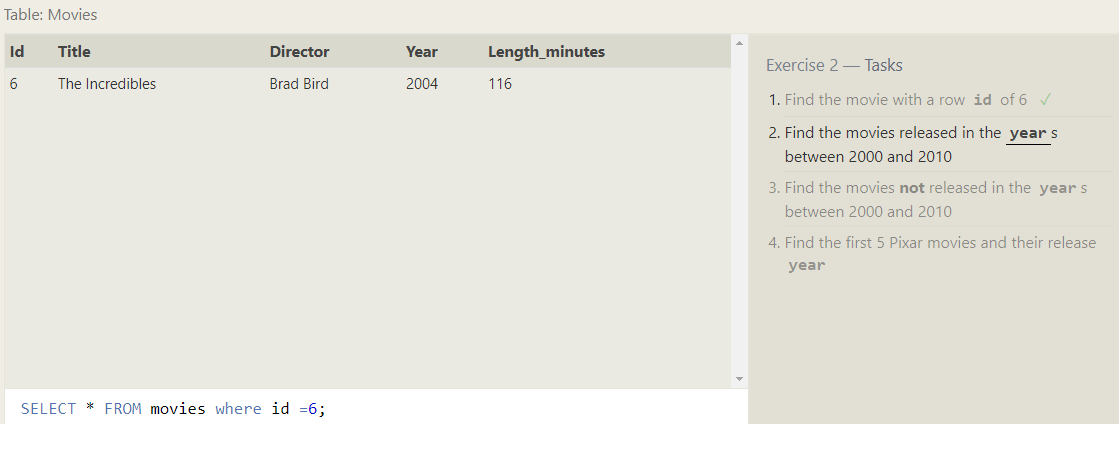 Table: Movies
Id Title Director Year Length_minutes
6 The Incredibles Brad Bird 2004 116
SELECT * FROM movies where id =6;
Exercise 2 — Tasks
1. Find the movie with a row id of 6 ✓
2. Find the movies released in the year s
between 2000 and 2010
3. Find the movies not released in the year s
between 2000 and 2010
4. Find the first 5 Pixar movies and their release
year